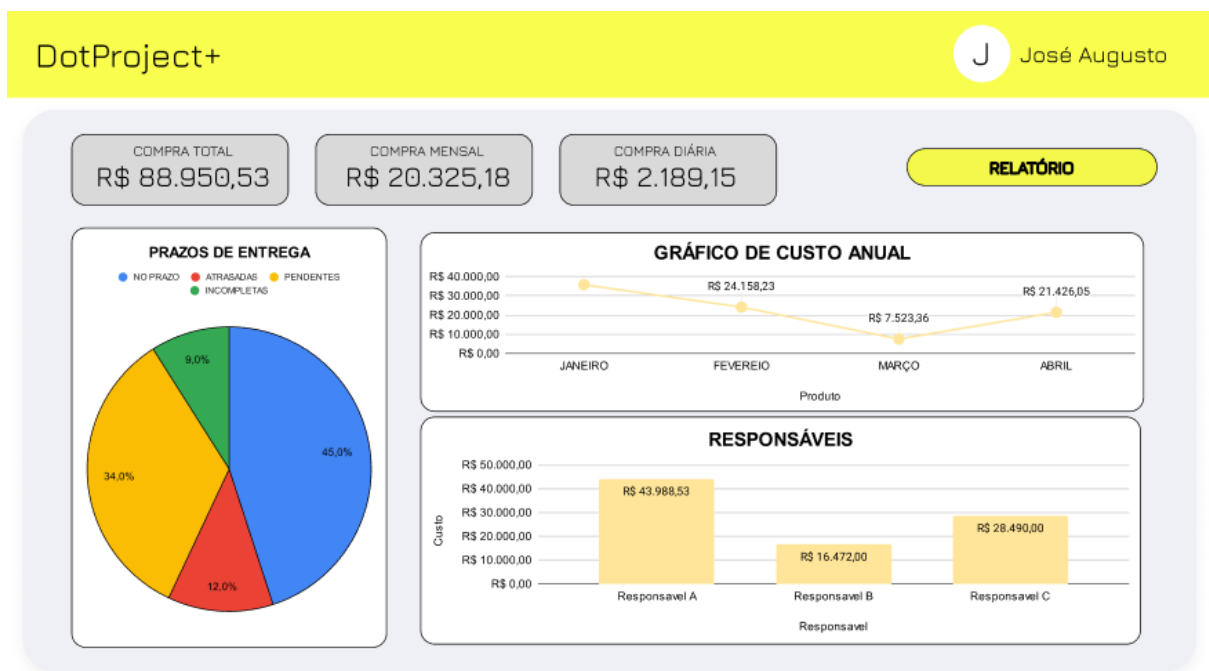 DotProject+
J José Augusto
COMPRA TOTAL
R$ 88.950,53
COMPRA MENSAL
R$ 20.325,18
COMPRA DIÁRIA
R$ 2.189,15
RELATÓRIO
PRAZOS DE ENTREGA
NO PRAZO ATRASADAS PENDENTES
INCOMPLETAS
9,0%
45,0%
34,0%
12,0%
GRÁFICO DE CUSTO ANUAL
R$ 40.000,00
R$ 30.000,00
R$ 20.000,00
R$ 10.000,00
R$ 0,00
R$ 24.158,23
R$ 7.523,36
R$ 21.426,05
JANEIRO FEVEREIO MARÇO ABRIL
Produto
RESPONSÁVEIS
Custo
R$ 50.000,00
R$ 40.000,00
R$ 30.000,00
R$ 20.000,00
R$ 10.000,00
R$ 0,00
R$ 43.988,53
R$ 16.472,00
R$ 28.490,00
Responsavel A Responsavel B Responsavel C
Responsavel